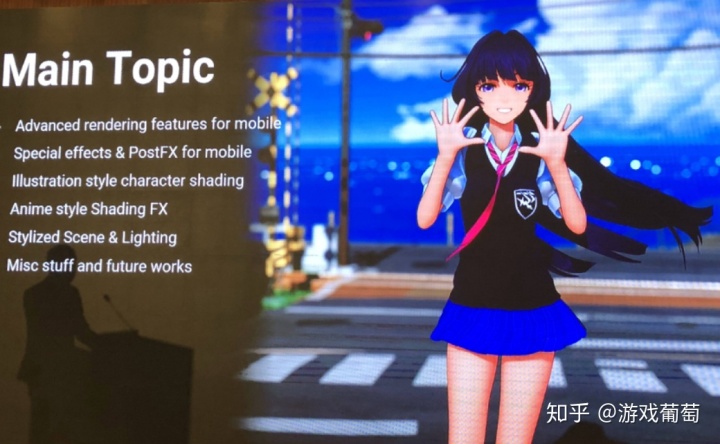 Main Topic
Advanced rendering features for mobile
Special effects & PostFX for mobile
Illustration style character shading
Anime style Shading FX
Stylized Scene & Lighting
Misc stuff and future works
知乎 @游戏葡萄